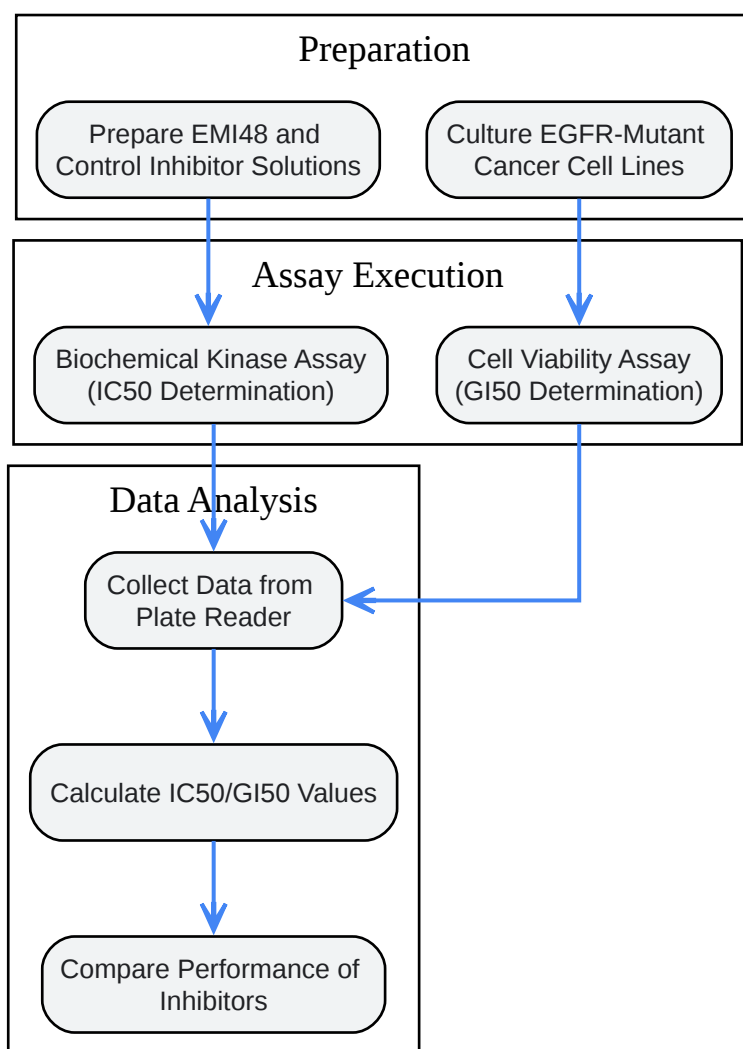 Preparation
Prepare EMI48 and
Control Inhibitor Solutions
Culture EGFR-Mutant
Cancer Cell Lines
Assay Execution
Biochemical Kinase Assay
(IC50 Determination)
Cell Viability Assay
(GI50 Determination)
Data Analysis
Collect Data from
Plate Reader
Calculate IC50/GI50 Values
Compare Performance of
Inhibitors